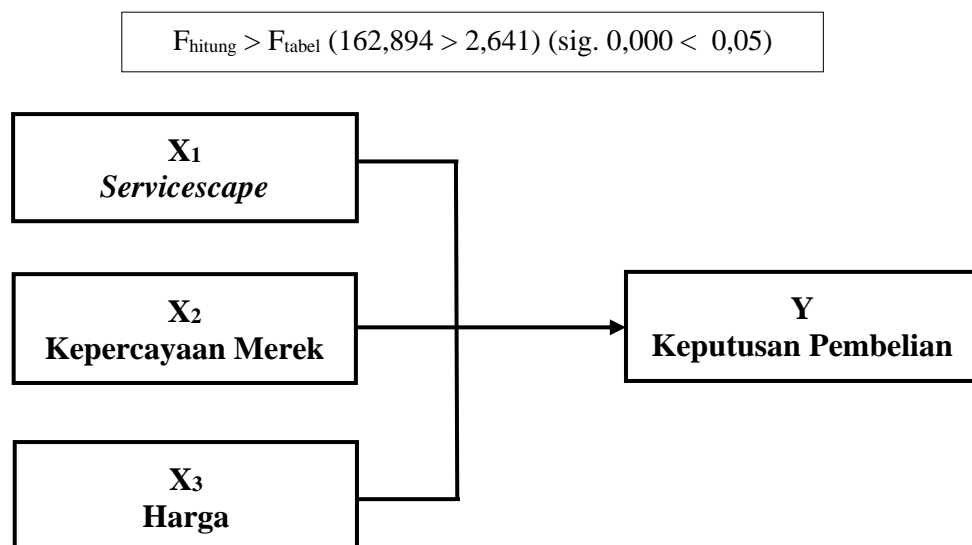 Fhitung > Ftabel (162,894 > 2,641) (sig. 0,000 < 0,05)
X1
Servicescape
X2
Kepercayaan Merek
Y
Keputusan Pembelian
X3
Harga